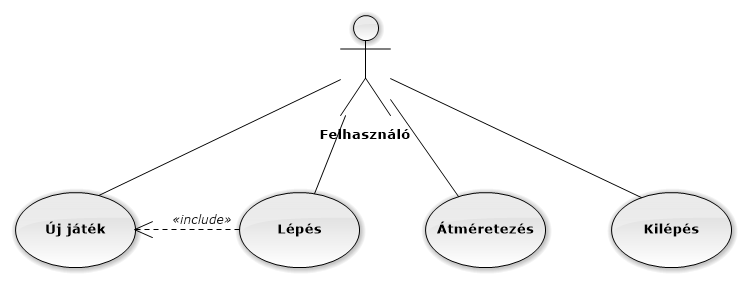 Felhasználó
«include»
Új játék
Lépés
Átméretezés
Kilépés